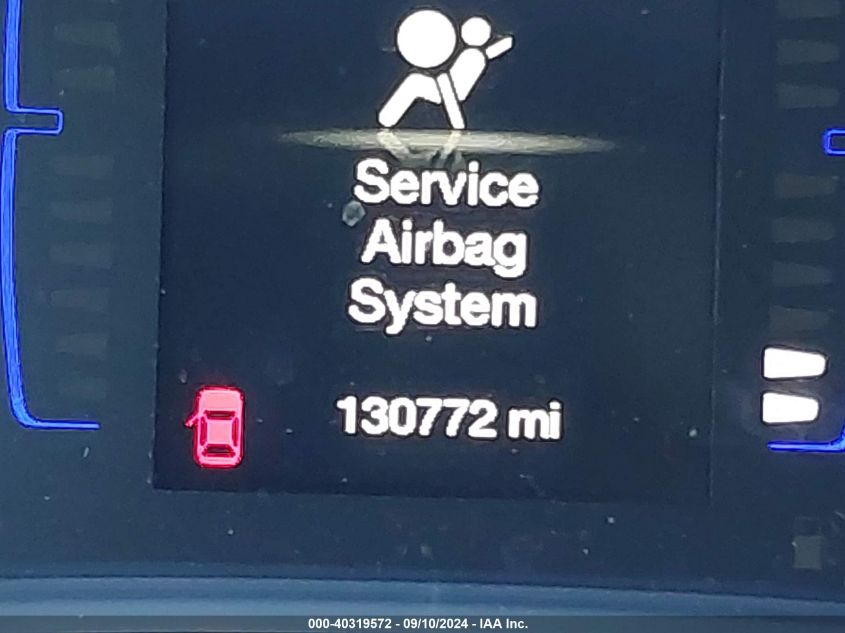 Service
Airbag
System
130772 mi
000-40319572 - 09/10/2024 - IAA Inc.